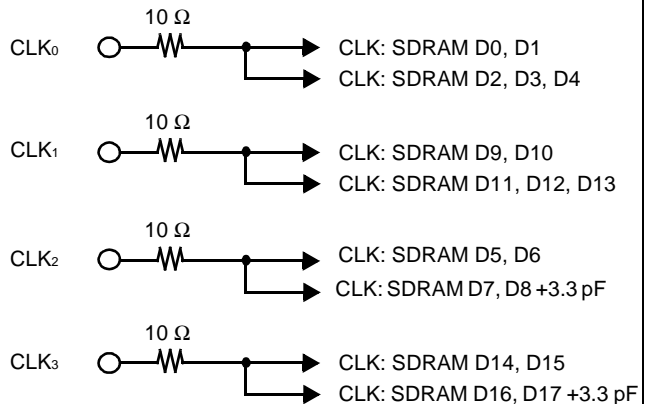 10 Ω
CLK₀ CLK: SDRAM D0, D1
CLK: SDRAM D2, D3, D4
10 Ω
CLK₁ CLK: SDRAM D9, D10
CLK: SDRAM D11, D12, D13
10 Ω
CLK₂ CLK: SDRAM D5, D6
CLK: SDRAM D7, D8 +3.3 pF
10 Ω
CLK₃ CLK: SDRAM D14, D15
CLK: SDRAM D16, D17 +3.3 pF